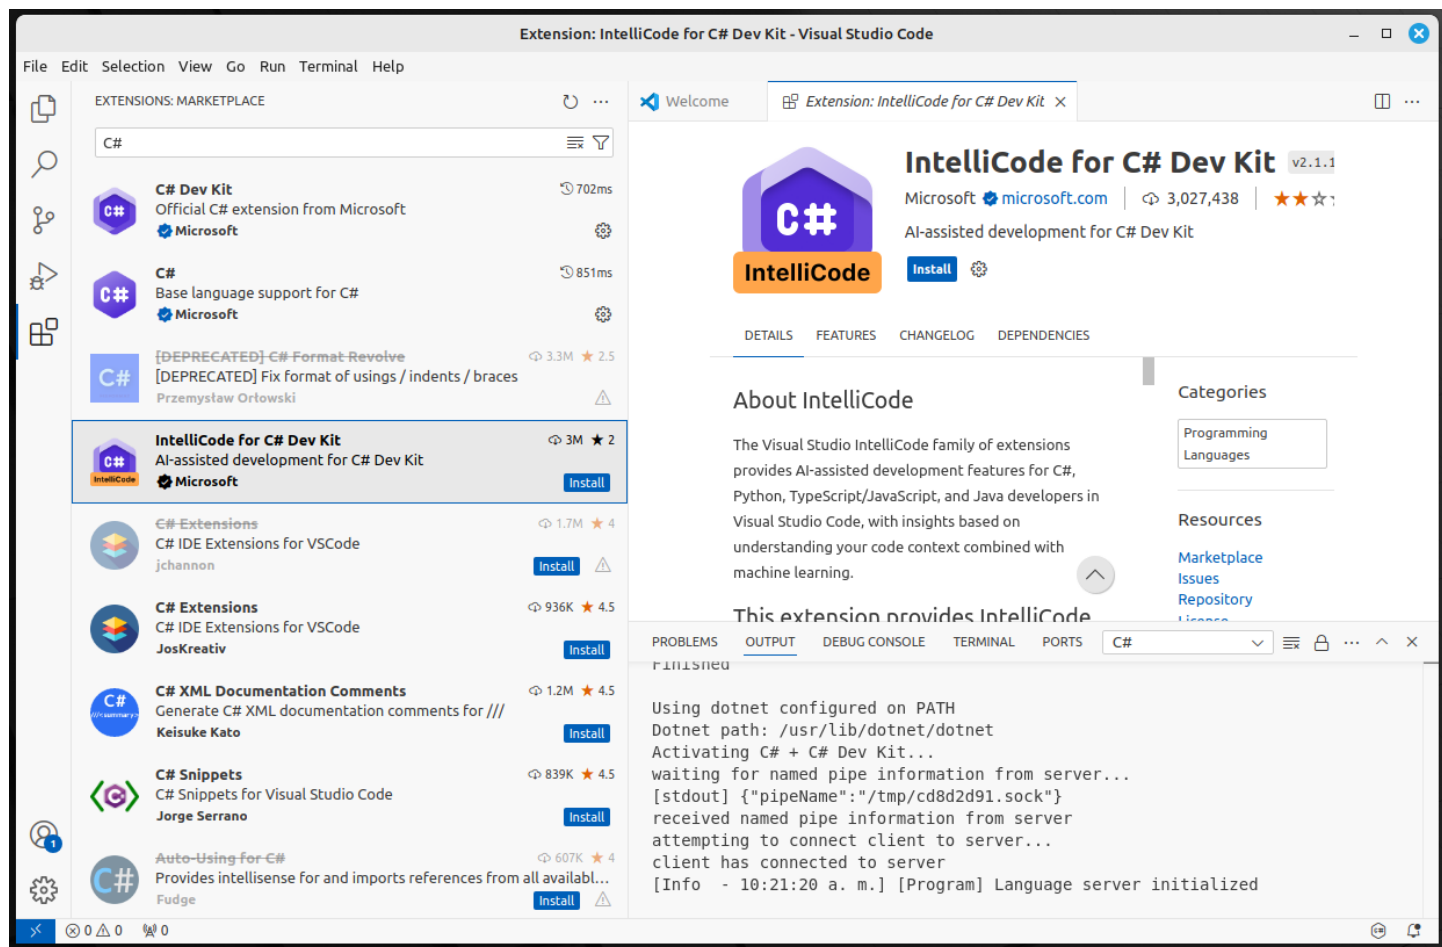 Extension: IntelliCode for C# Dev Kit - Visual Studio Code
File Edit Selection View Go Run Terminal Help
EXTENSIONS: MARKETPLACE
C#
C# Dev Kit 702ms
Official C# extension from Microsoft
Microsoft
C# 851ms
Base language support for C#
Microsoft
[DEPRECATED] C# Format Revolve 3.3M 2.5
[DEPRECATED] Fix format of usings / indents / braces
Przemysław Orłowski
IntelliCode for C# Dev Kit 3M 2
AI-assisted development for C# Dev Kit
Microsoft Install
C# Extensions 1.7M 4
C# IDE Extensions for VSCode
jchannon Install
C# Extensions 936K 4.5
C# IDE Extensions for VSCode
JosKreativ Install
C# XML Documentation Comments 1.2M 4.5
Generate C# XML documentation comments for ///
Keisuke Kato Install
C# Snippets 839K 4.5
C# Snippets for Visual Studio Code
Jorge Serrano Install
Auto-Using for C# 607K 4
Provides intellisense for and imports references from all availabl...
Fudge Install
C#
C#
C#
C#
IntelliCode
C#
///<summary>
C#
C#
1
Welcome
Extension: IntelliCode for C# Dev Kit
C#
IntelliCode
IntelliCode for C# Dev Kit v2.1.1
Microsoft microsoft.com 3,027,438
AI-assisted development for C# Dev Kit
Install
DETAILS FEATURES CHANGELOG DEPENDENCIES
About IntelliCode
The Visual Studio IntelliCode family of extensions
provides AI-assisted development features for C#,
Python, TypeScript/JavaScript, and Java developers in
Visual Studio Code, with insights based on
understanding your code context combined with
machine learning.
This extension provides IntelliCode
Categories
Programming
Languages
Resources
Marketplace
Issues
Repository
License
PROBLEMS OUTPUT DEBUG CONSOLE TERMINAL PORTS C#
Finished
Using dotnet configured on PATH
Dotnet path: /usr/lib/dotnet/dotnet
Activating C# + C# Dev Kit...
waiting for named pipe information from server...
[stdout] {"pipeName":"/tmp/cd8d2d91.sock"}
received named pipe information from server
attempting to connect client to server...
client has connected to server
[Info  - 10:21:20 a. m.] [Program] Language server initialized
0 0 0